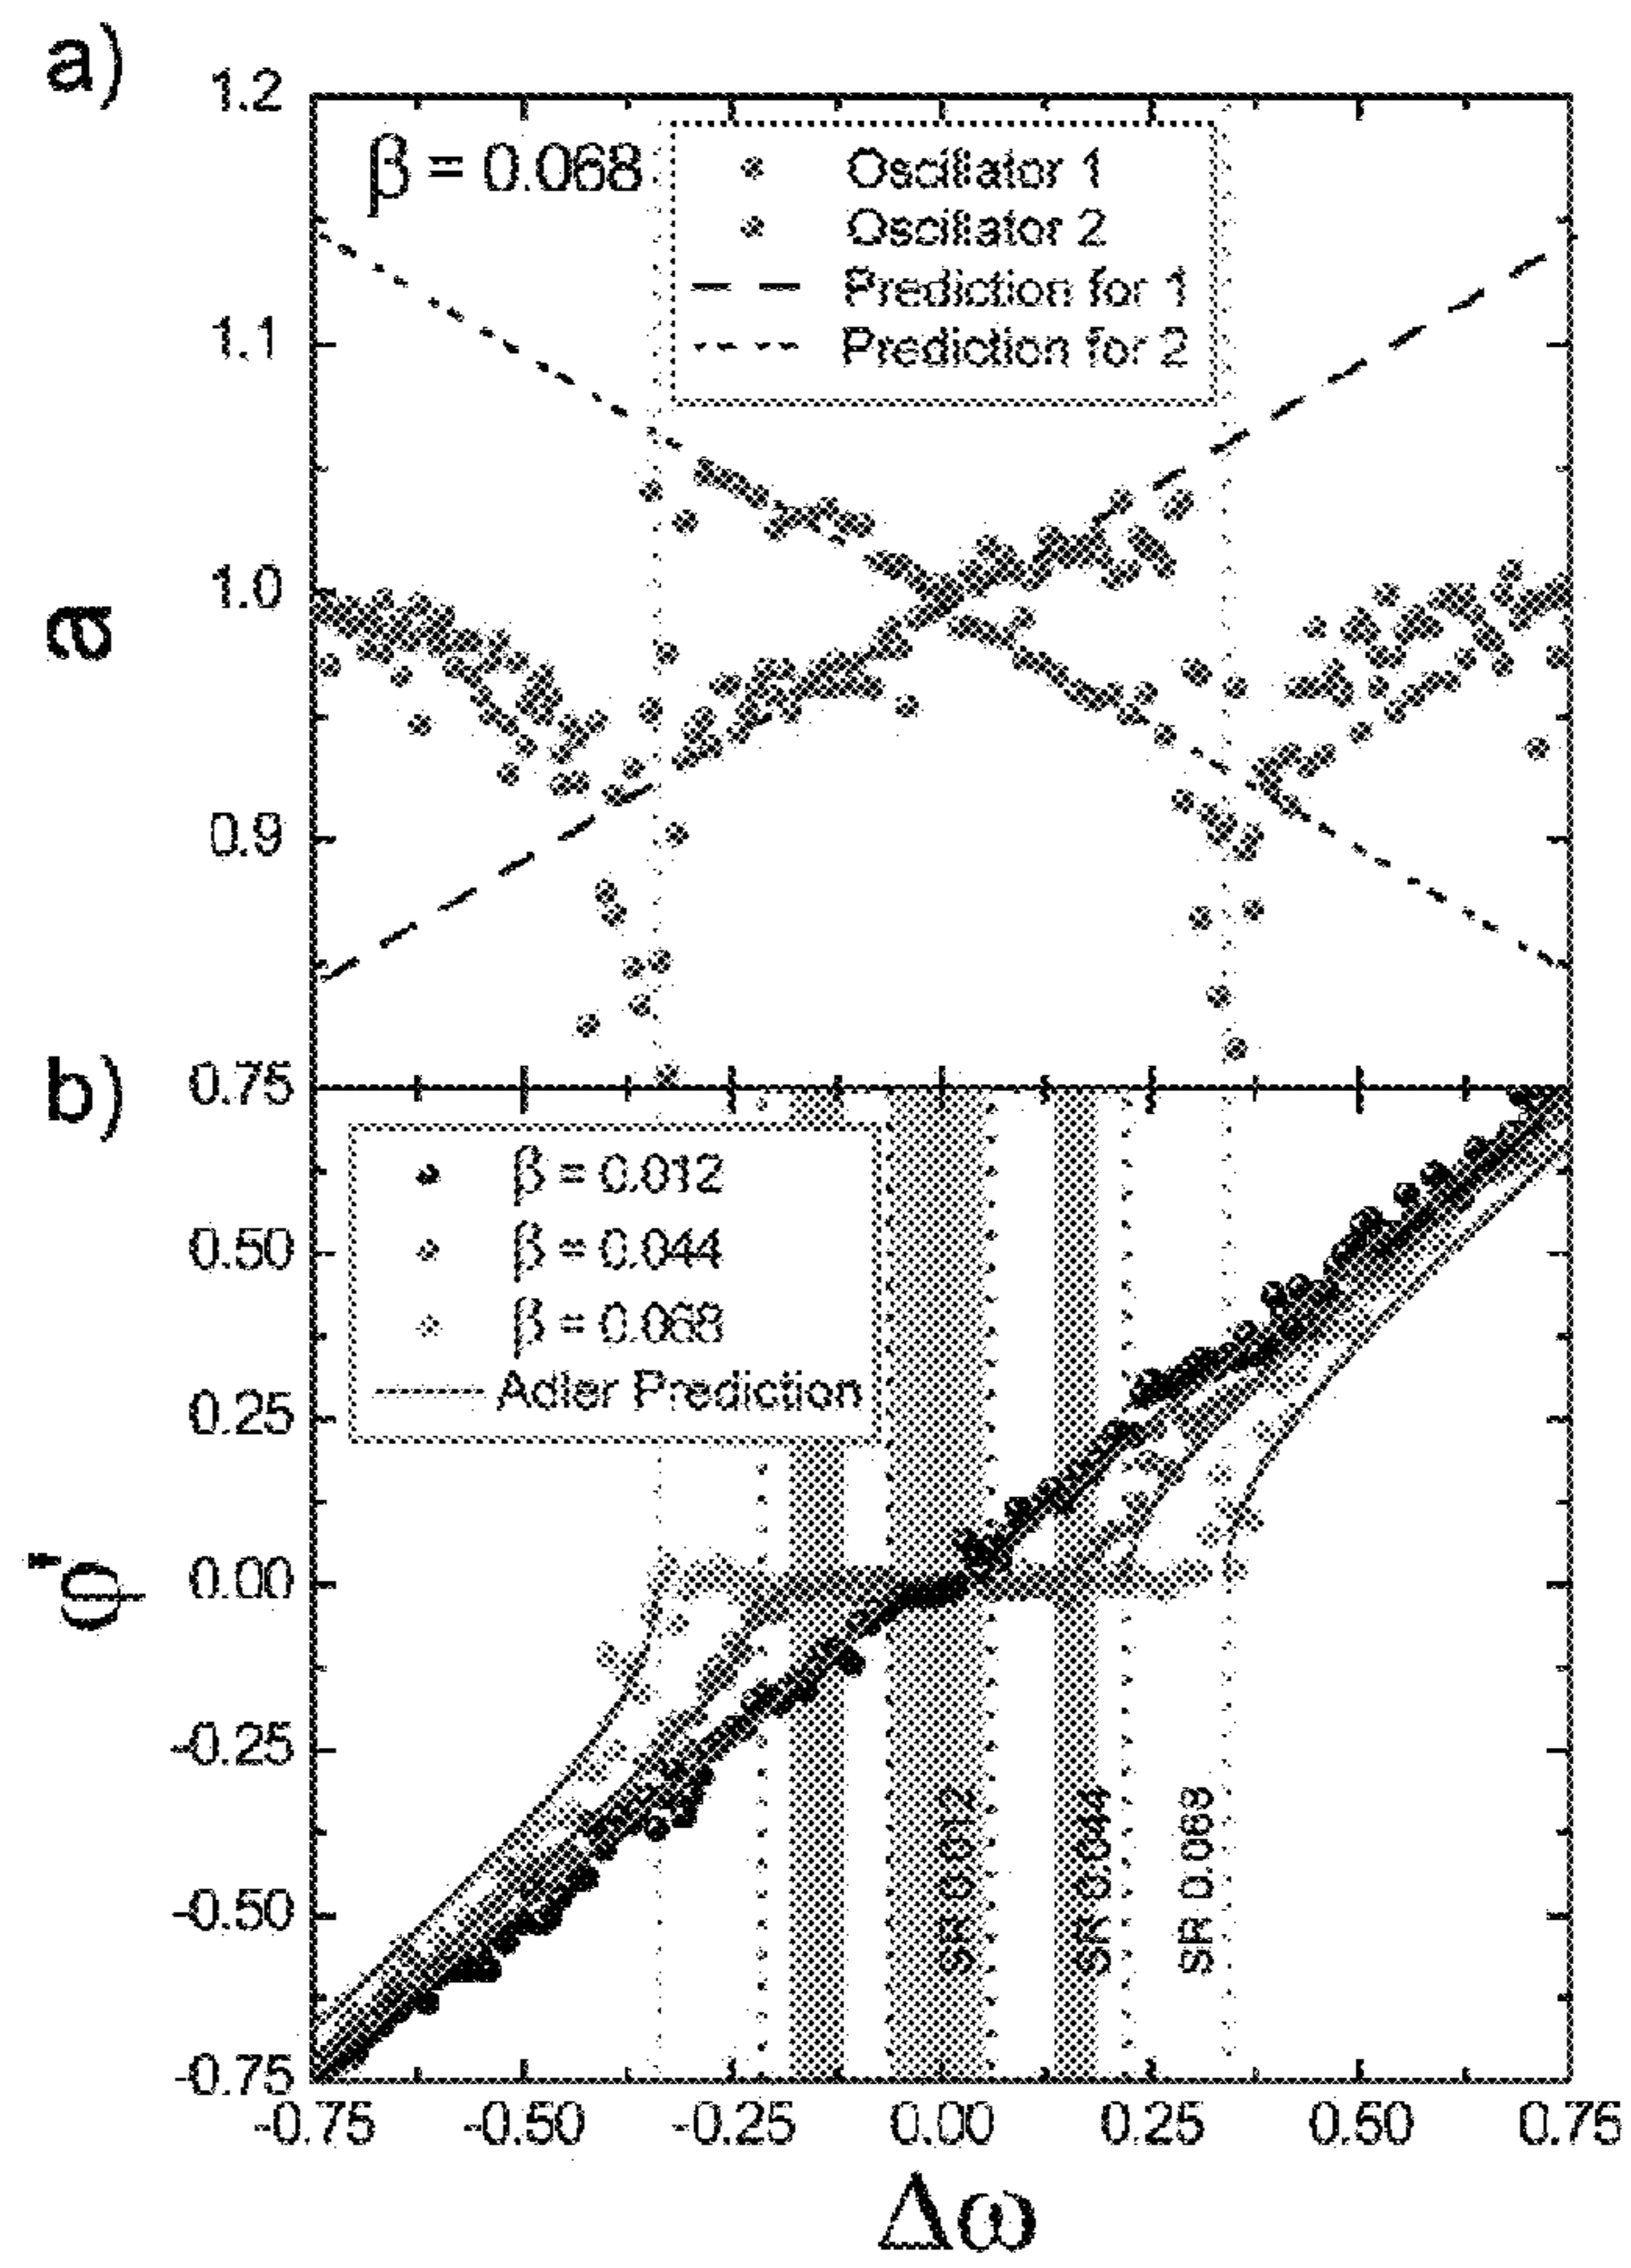 a)
1.2
β = 0.068
Oscillator 1
Oscillator 2
Prediction for 1
Prediction for 2
1.1
1.0
a
0.9
b)
0.75
β = 0.012
β = 0.044
β = 0.068
Adler Prediction
0.50
0.25
φ'
0.00
-0.25
-0.50
-0.75
SR 0.012
SR 0.044
SR 0.068
-0.75 -0.50 -0.25 0.00 0.25 0.50 0.75
Δω